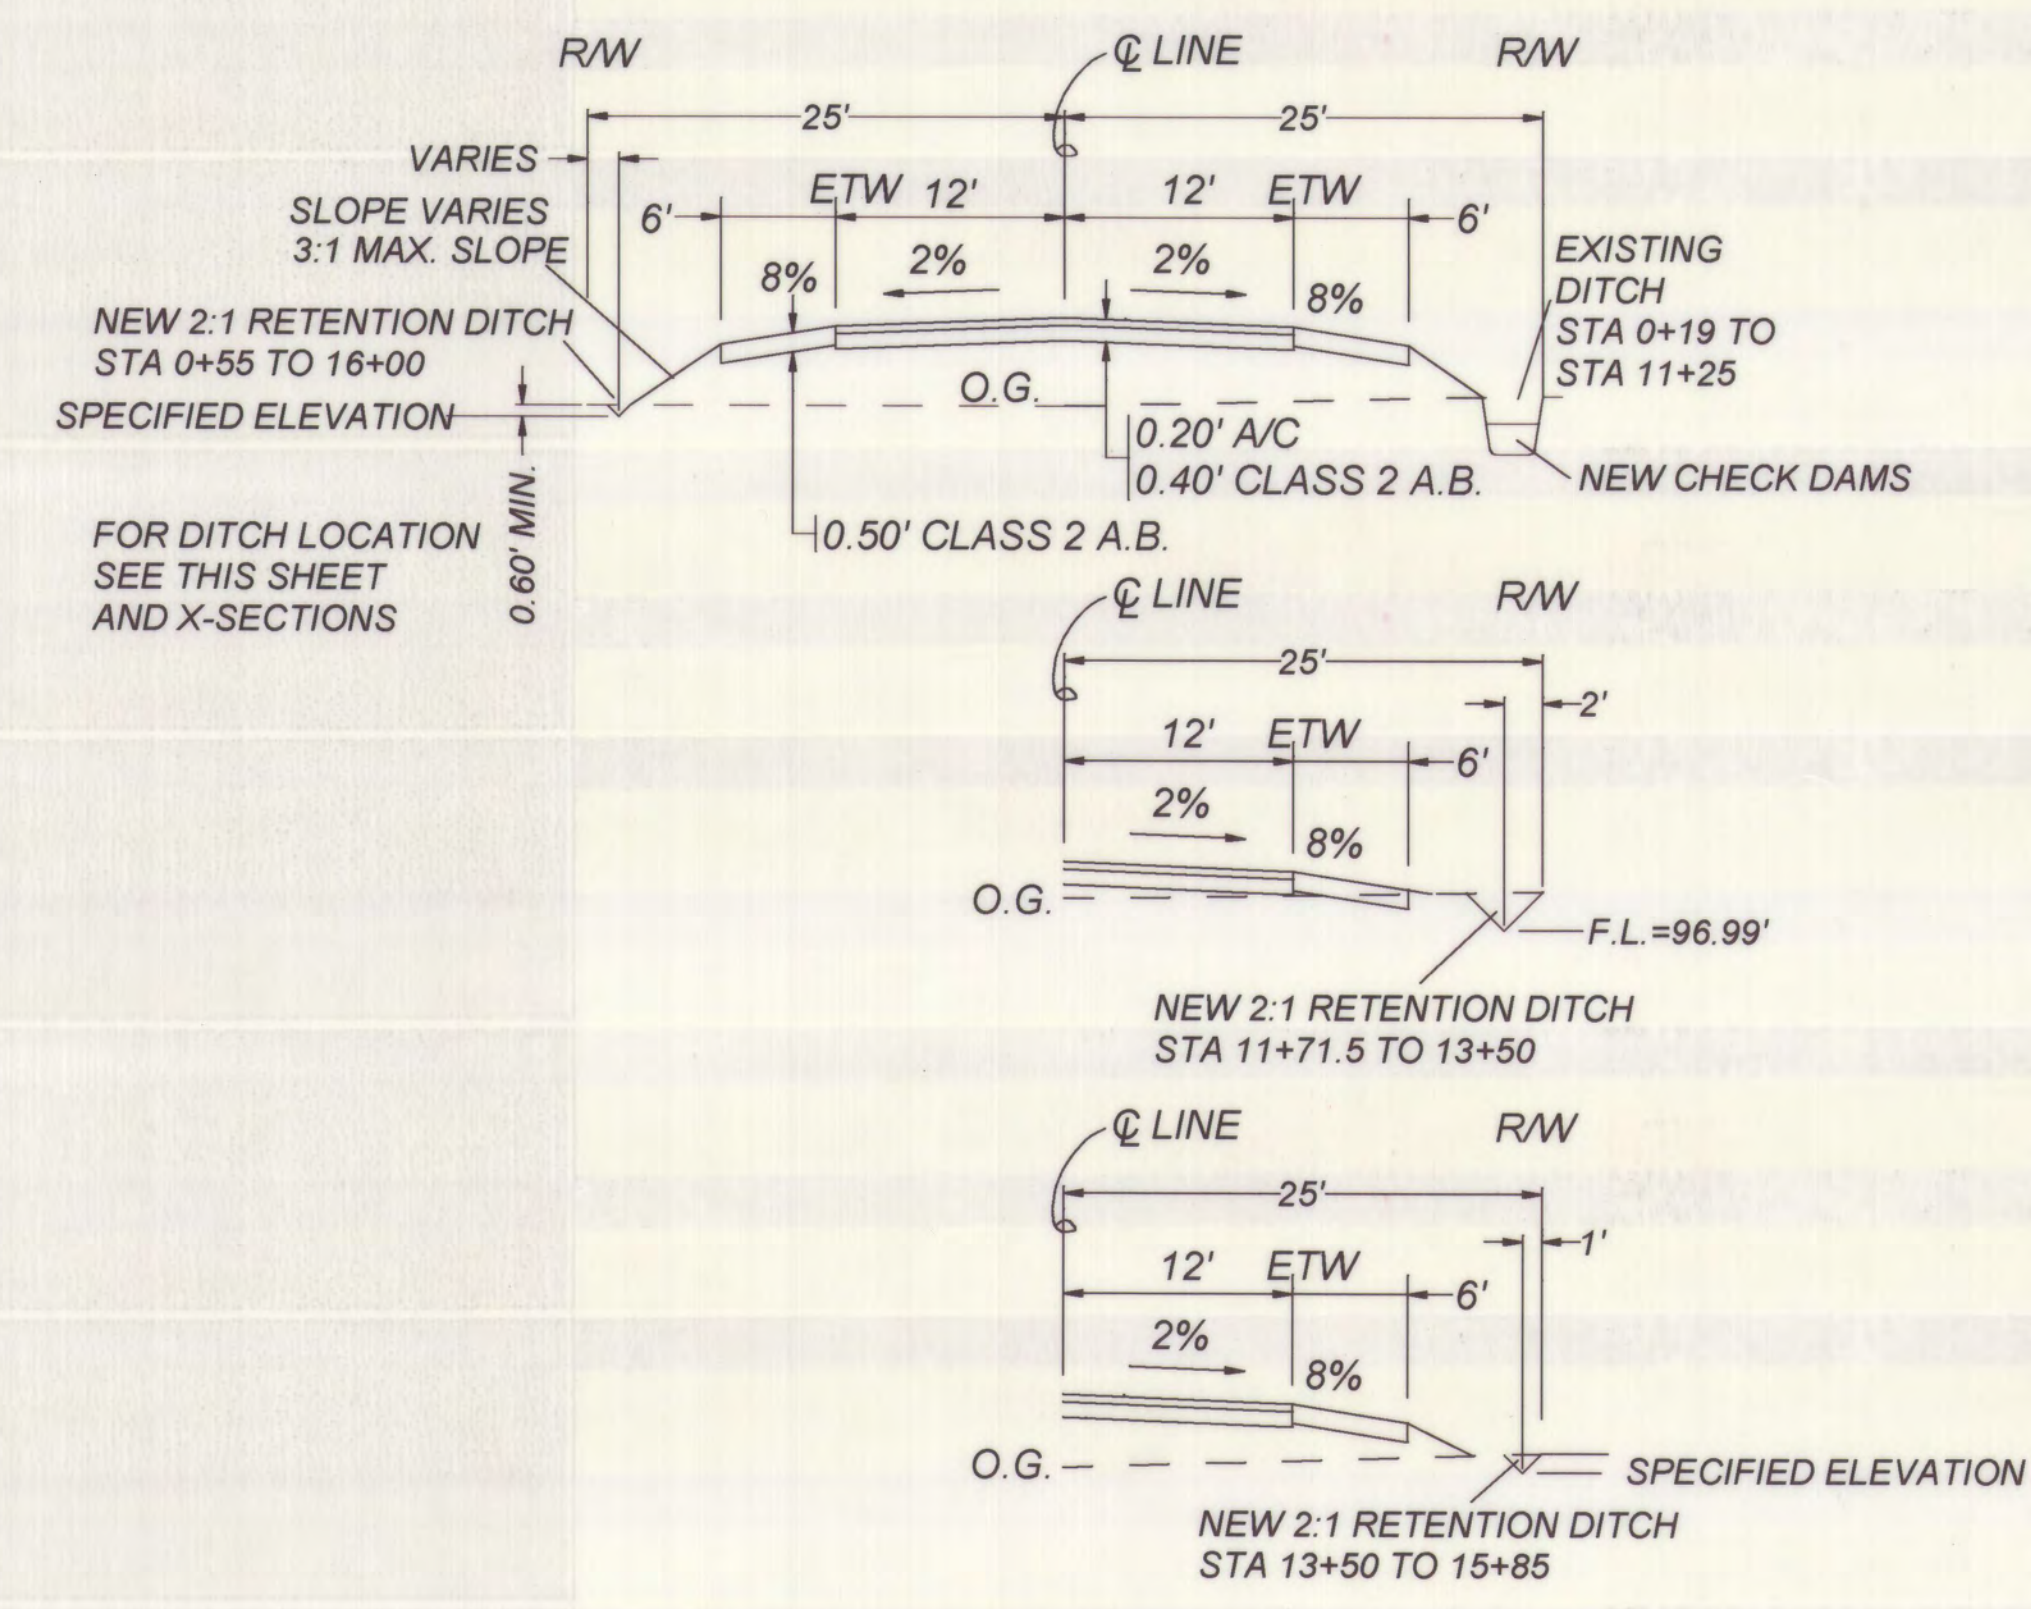 R/W
℄ LINE
R/W
25'
25'
VARIES
SLOPE VARIES
3:1 MAX. SLOPE
6'
ETW 12'
12' ETW
6'
8%
2%
2%
8%
EXISTING
DITCH
STA 0+19 TO
STA 11+25
NEW 2:1 RETENTION DITCH
STA 0+55 TO 16+00
SPECIFIED ELEVATION
O.G.
0.20' A/C
0.40' CLASS 2 A.B.
NEW CHECK DAMS
0.50' CLASS 2 A.B.
0.60' MIN.
FOR DITCH LOCATION
SEE THIS SHEET
AND X-SECTIONS
℄ LINE
R/W
25'
2'
12' ETW
6'
2%
8%
O.G.
F.L.=96.99'
NEW 2:1 RETENTION DITCH
STA 11+71.5 TO 13+50
℄ LINE
R/W
25'
1'
12' ETW
6'
2%
8%
O.G.
SPECIFIED ELEVATION
NEW 2:1 RETENTION DITCH
STA 13+50 TO 15+85